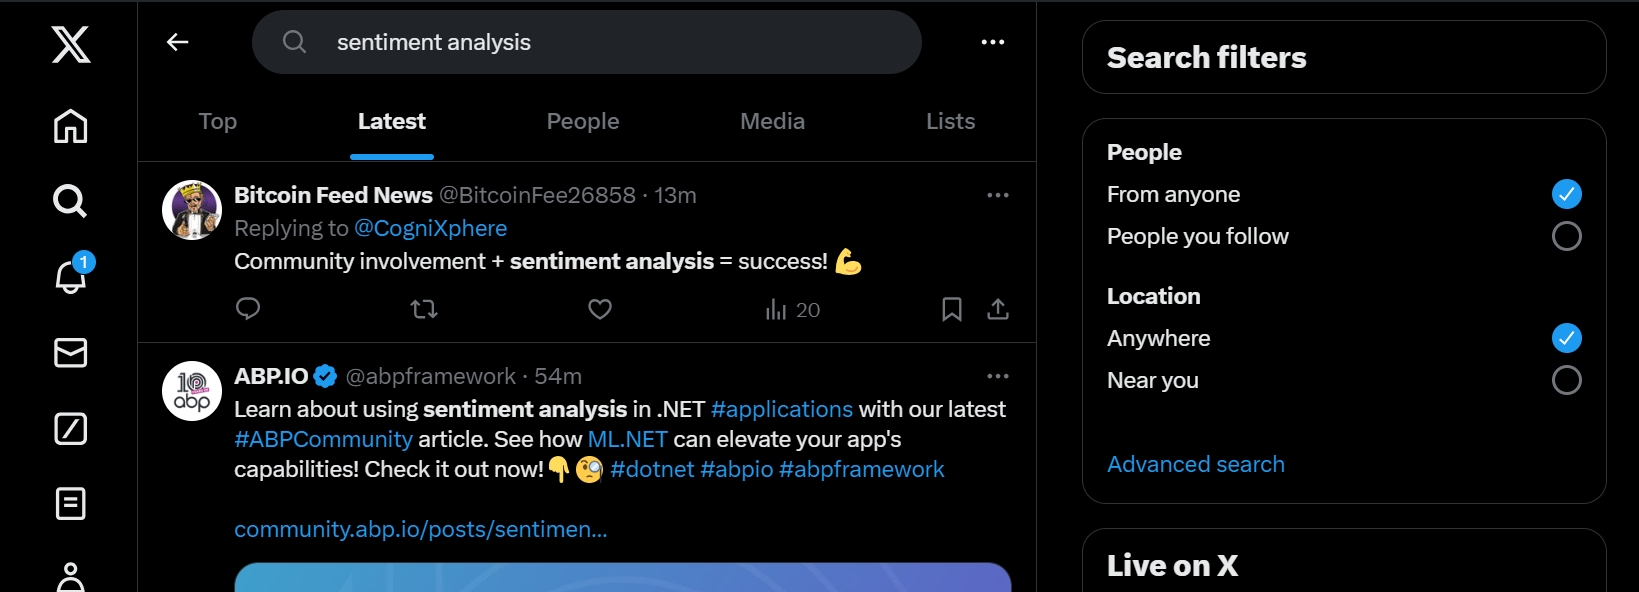 sentiment analysis
Top
Latest
People
Media
Lists
Bitcoin Feed News @BitcoinFee26858 · 13m
Replying to @CogniXphere
Community involvement + sentiment analysis = success! 💪
20
10
abp
ABP.IO @abpframework · 54m
Learn about using sentiment analysis in .NET #applications with our latest
#ABPCommunity article. See how ML.NET can elevate your app's
capabilities! Check it out now!👇🧐 #dotnet #abpio #abpframework
community.abp.io/posts/sentimen...
1
Search filters
People
From anyone
People you follow
Location
Anywhere
Near you
Advanced search
Live on X